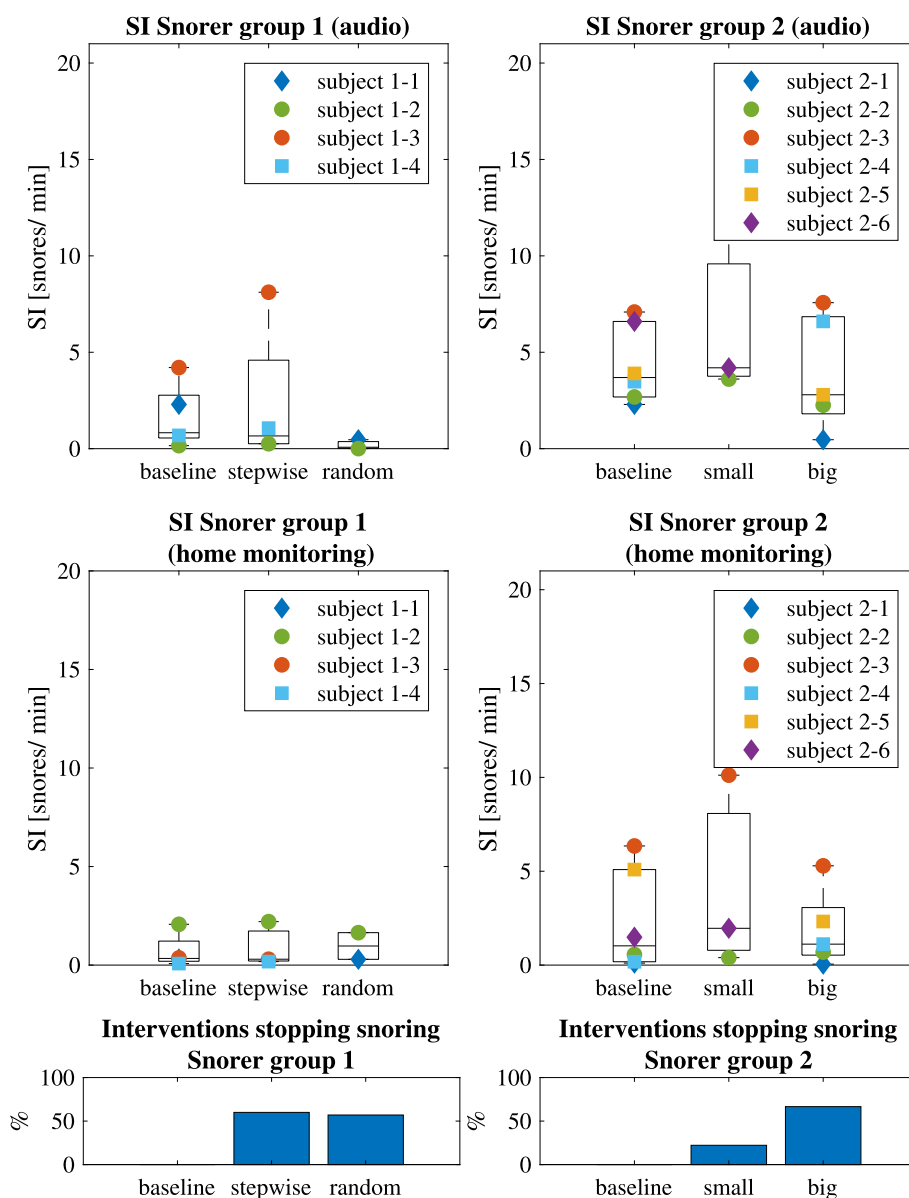 SI Snorer group 1 (audio)
20
15
10
5
0
SI [snores/ min]
subject 1-1
subject 1-2
subject 1-3
subject 1-4
baseline stepwise random
SI Snorer group 2 (audio)
20
15
10
5
0
SI [snores/ min]
subject 2-1
subject 2-2
subject 2-3
subject 2-4
subject 2-5
subject 2-6
baseline small big
SI Snorer group 1
(home monitoring)
20
15
10
5
0
SI [snores/ min]
subject 1-1
subject 1-2
subject 1-3
subject 1-4
baseline stepwise random
SI Snorer group 2
(home monitoring)
20
15
10
5
0
SI [snores/ min]
subject 2-1
subject 2-2
subject 2-3
subject 2-4
subject 2-5
subject 2-6
baseline small big
Interventions stopping snoring
Snorer group 1
100
50
0
%
baseline stepwise random
Interventions stopping snoring
Snorer group 2
100
50
0
%
baseline small big